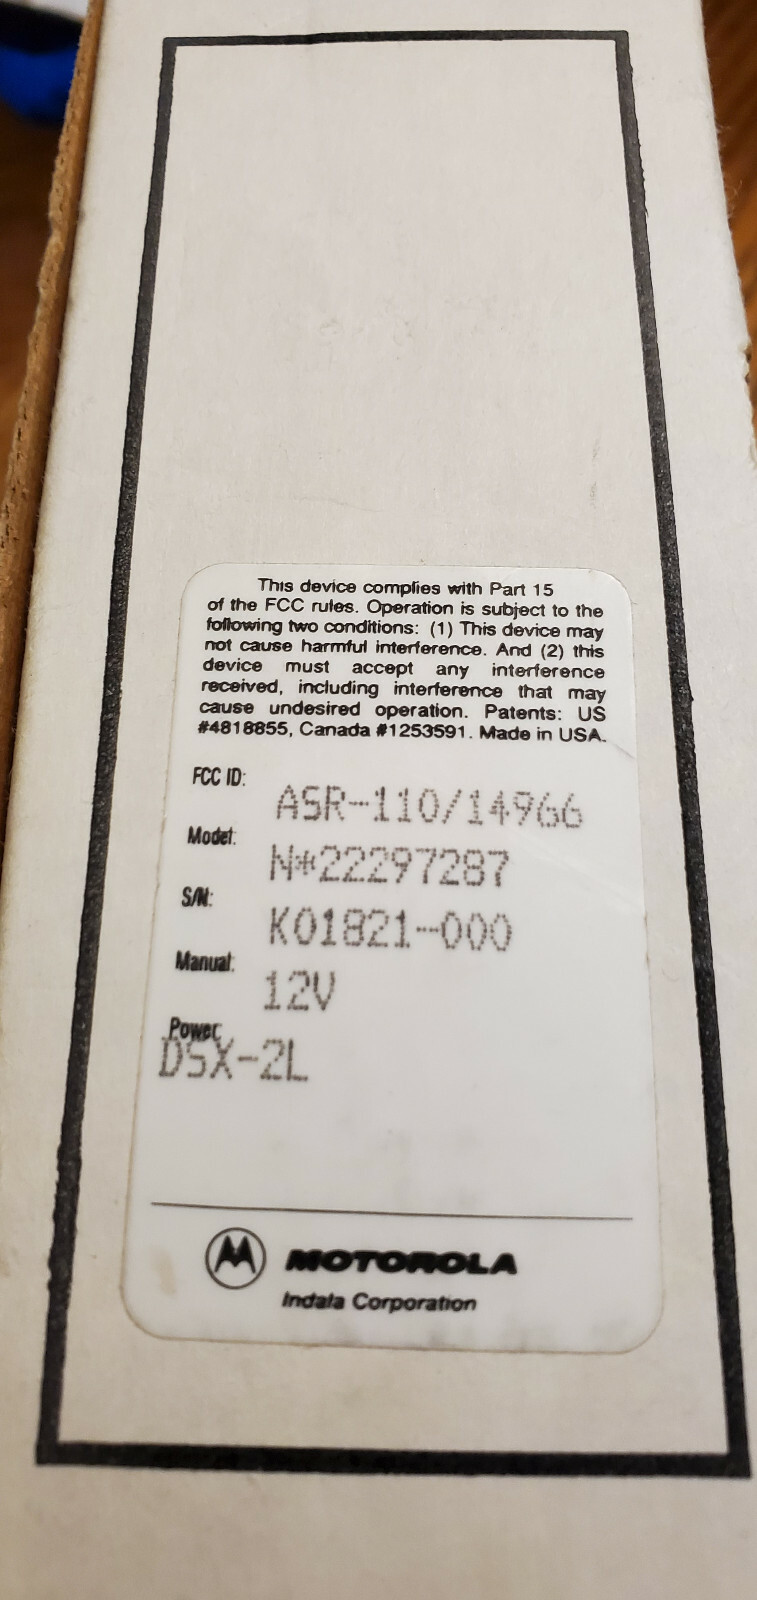 This device complies with Part 15
of the FCC rules. Operation is subject to the
following two conditions: (1) This device may
not cause harmful interference. And (2) this
device must accept any interference
received, including interference that may
cause undesired operation. Patents: US
#4818855, Canada #1253591. Made in USA.
FCC ID:
ASR-110/14966
Model:
N*22297287
S/N:
K01821-000
Manual:
12V
Power:
DSX-2L
MOTOROLA
Indala Corporation